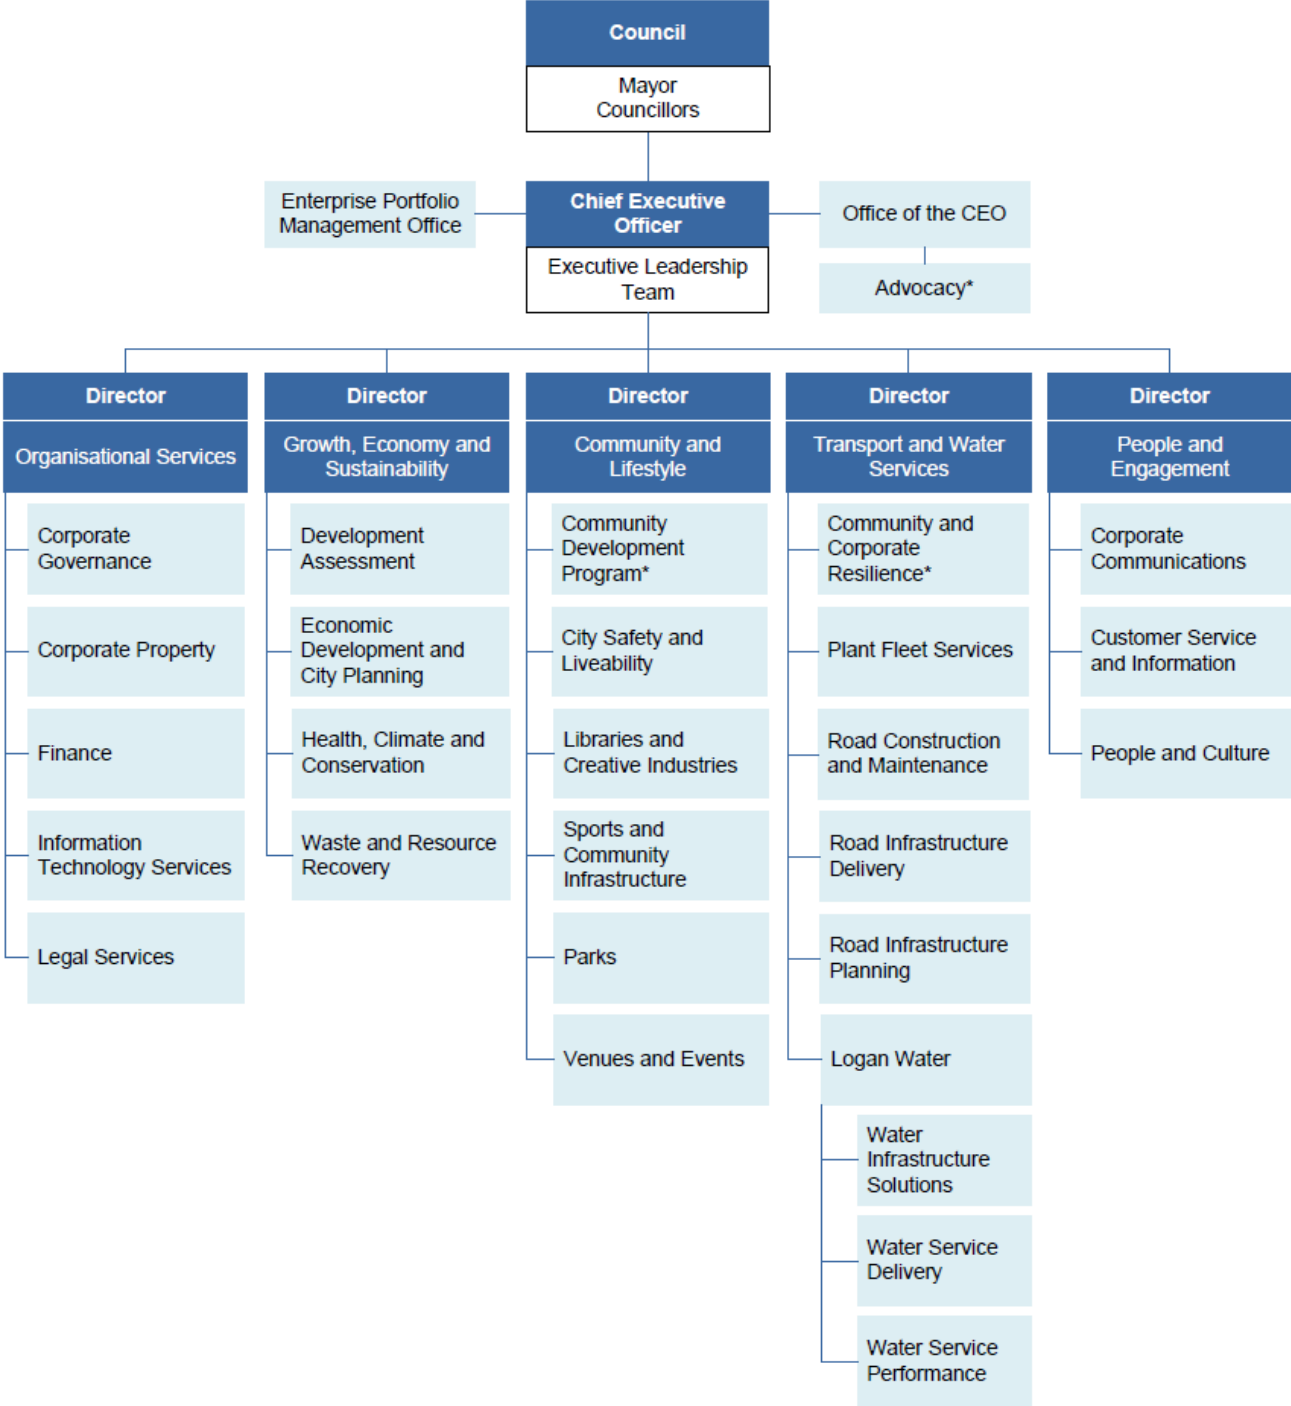 Council
Mayor
Councillors
Enterprise Portfolio
Management Office
Chief Executive
Officer
Office of the CEO
Executive Leadership
Team
Advocacy*
Director
Organisational Services
Corporate
Governance
Corporate Property
Finance
Information
Technology Services
Legal Services
Director
Growth, Economy and
Sustainability
Development
Assessment
Economic
Development and
City Planning
Health, Climate and
Conservation
Waste and Resource
Recovery
Director
Community and
Lifestyle
Community
Development
Program*
City Safety and
Liveability
Libraries and
Creative Industries
Sports and
Community
Infrastructure
Parks
Venues and Events
Director
Transport and Water
Services
Community and
Corporate
Resilience*
Plant Fleet Services
Road Construction
and Maintenance
Road Infrastructure
Delivery
Road Infrastructure
Planning
Logan Water
Water
Infrastructure
Solutions
Water Service
Delivery
Water Service
Performance
Director
People and
Engagement
Corporate
Communications
Customer Service
and Information
People and Culture